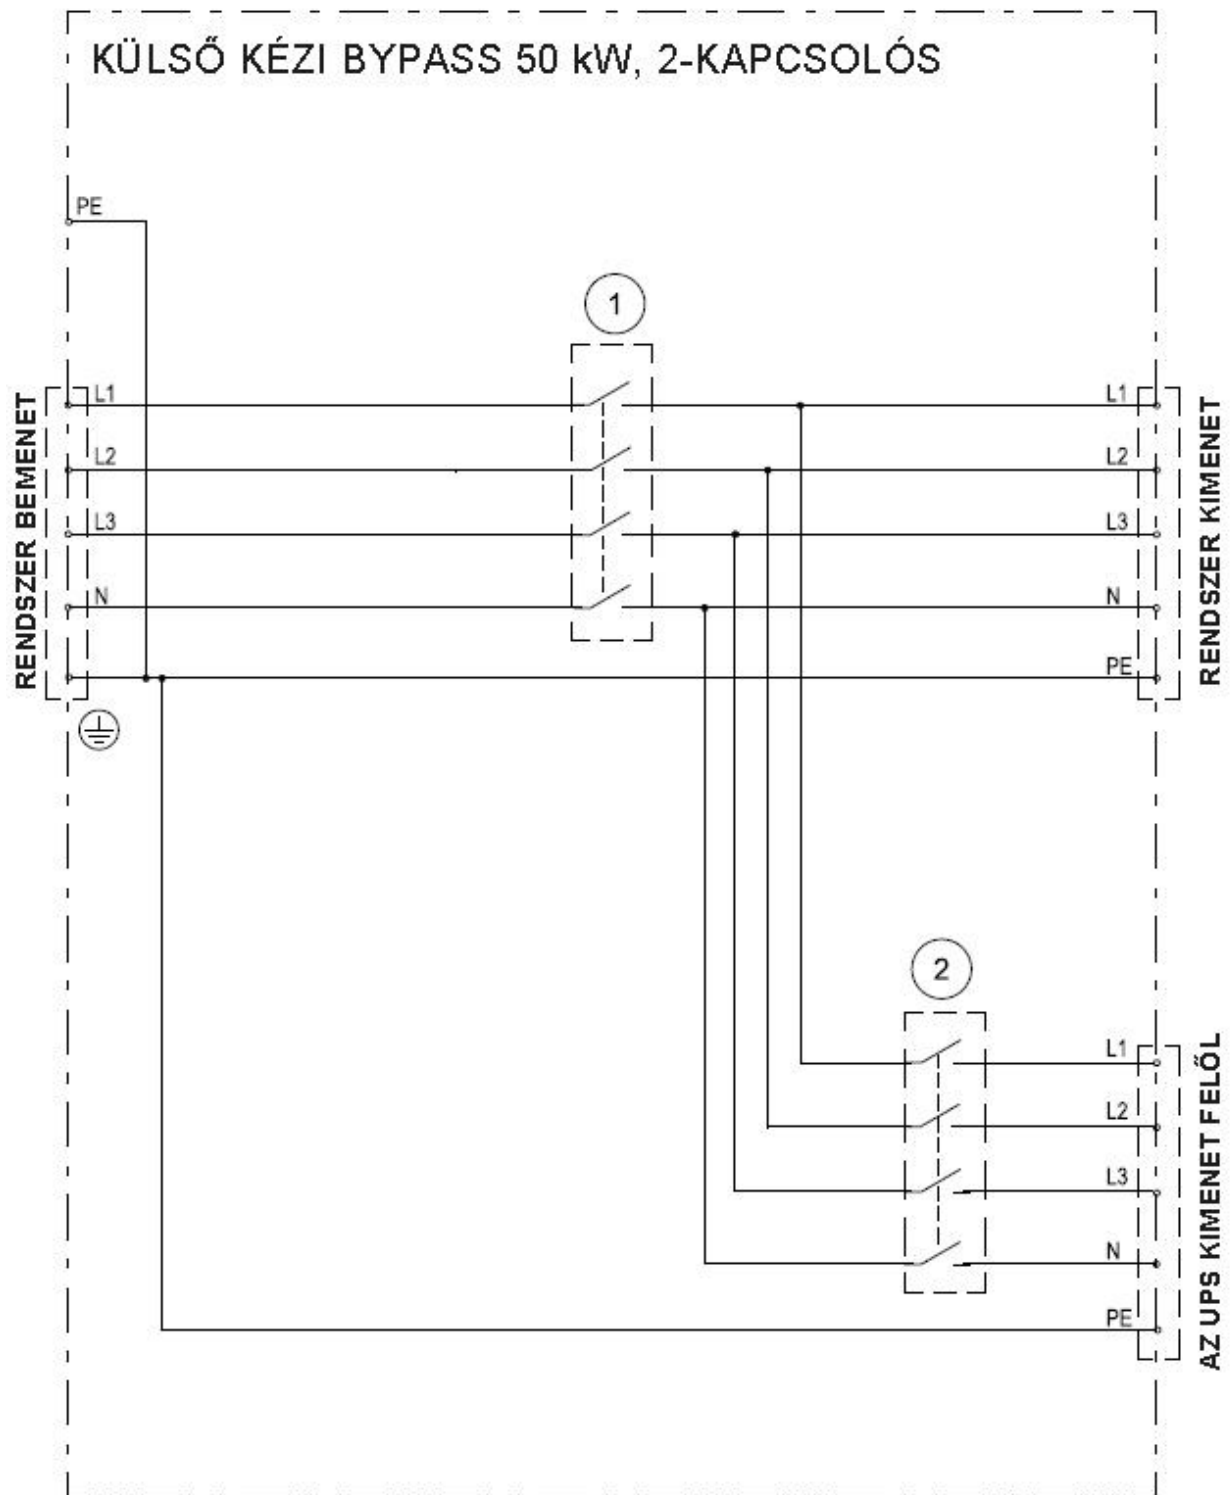 KÜLSŐ KÉZI BYPASS 50 kW, 2-KAPCSOLÓS
PE
1
RENDSZER BEMENET
L1
L2
L3
N
L1
L2
L3
N
PE
RENDSZER KIMENET
2
L1
L2
L3
N
PE
AZ UPS KIMENET FELŐL